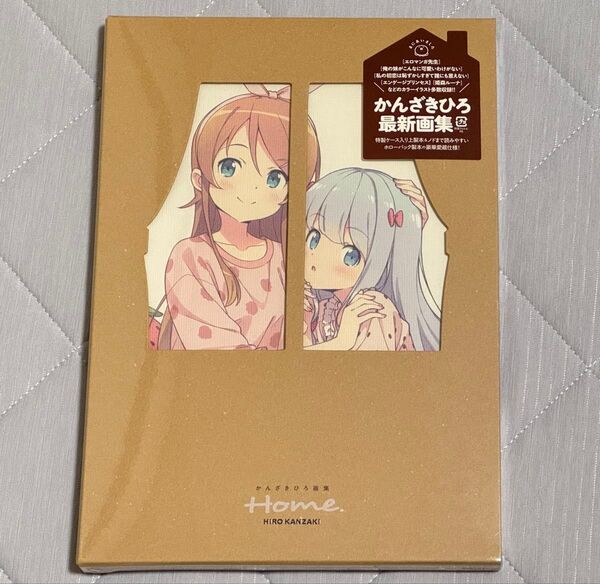 ［エロマンガ先生］
［俺の妹がこんなに可愛いわけがない］
［私の初恋は恥ずかしすぎて誰にも言えない］
［エンゲージプリンセス］［姫森ルーナ］
などのカラーイラスト多数収録!!
かんざきひろ
最新画集
特製ケース入り上製本&ノドまで読みやすい
ホローバック製本の豪華愛蔵仕様!!
かんざきひろ画集
Home.
HIRO KANZAKI